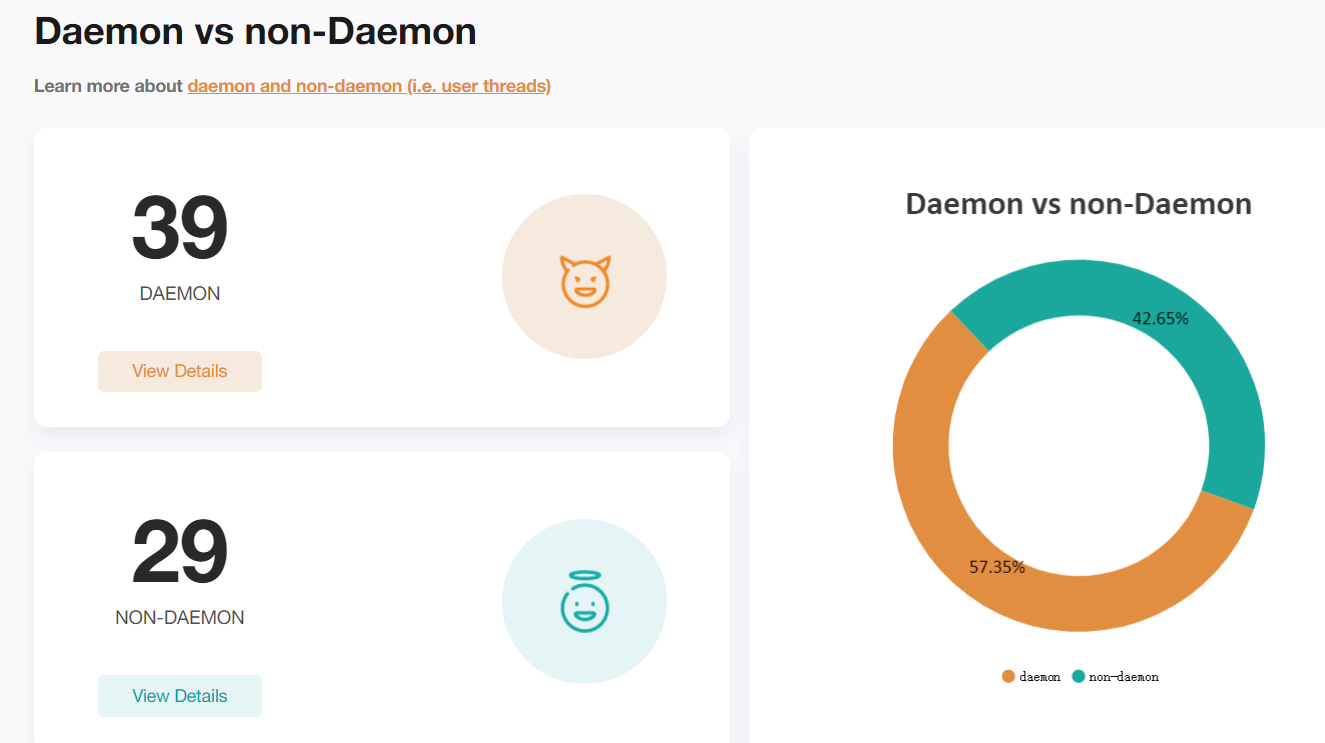 Daemon vs non-Daemon
Learn more about daemon and non-daemon (i.e. user threads)
39
DAEMON
View Details
29
NON-DAEMON
View Details
Daemon vs non-Daemon
42.65%
57.35%
daemon non-daemon